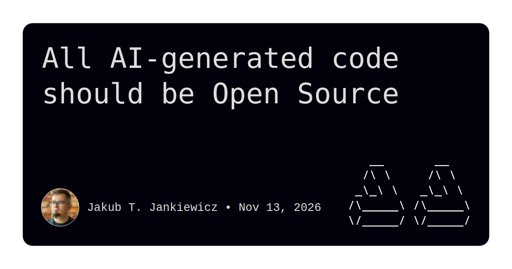 All AI-generated code
should be Open Source
Jakub T. Jankiewicz • Nov 13, 2026